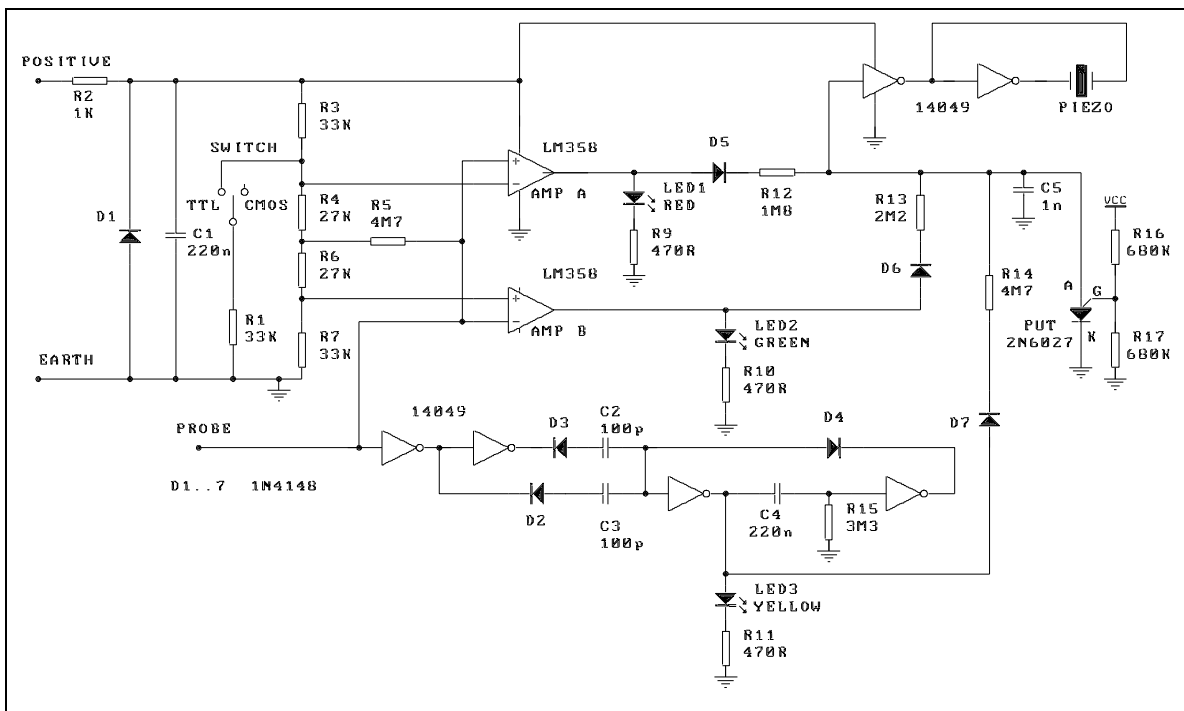 POSITIVE
R2
1K
R3
33K
SWITCH
TTL
CMOS
D1
C1
220n
R4
27K
R5
4M7
R6
27K
R1
33K
R7
33K
EARTH
LM358
+
-
AMP A
LM358
+
-
AMP B
LED1
RED
R9
470R
D5
R12
1M8
14049
PIEZO
R13
2M2
D6
C5
1n
VCC
R16
680K
R14
4M7
A
G
K
PUT
2N6027
R17
680K
LED2
GREEN
R10
470R
D7
PROBE
14049
D3
C2
100p
D4
D1..7 1N4148
D2
C3
100p
C4
220n
R15
3M3
LED3
YELLOW
R11
470R